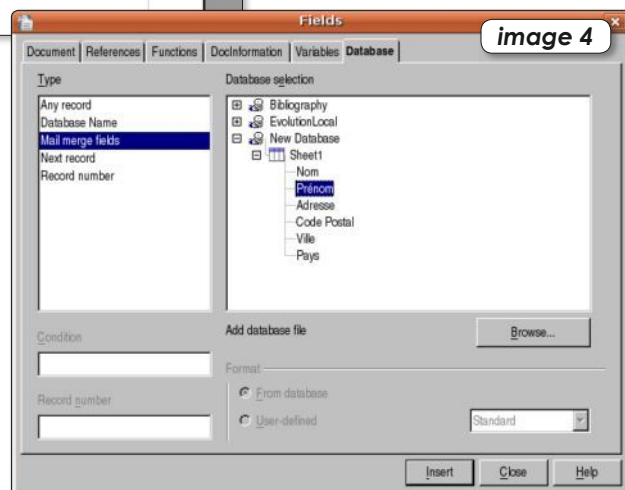 Fields
image 4
Document References Functions DocInformation Variables Database
Type
Any record
Database Name
Mail merge fields
Next record
Record number
Database selection
Bibliography
EvolutionLocal
New Database
Sheet1
Nom
Prénom
Adresse
Code Postal
Ville
Pays
Condition
Record number
Add database file
Browse...
Format
From database
User-defined
Standard
Insert Close Help